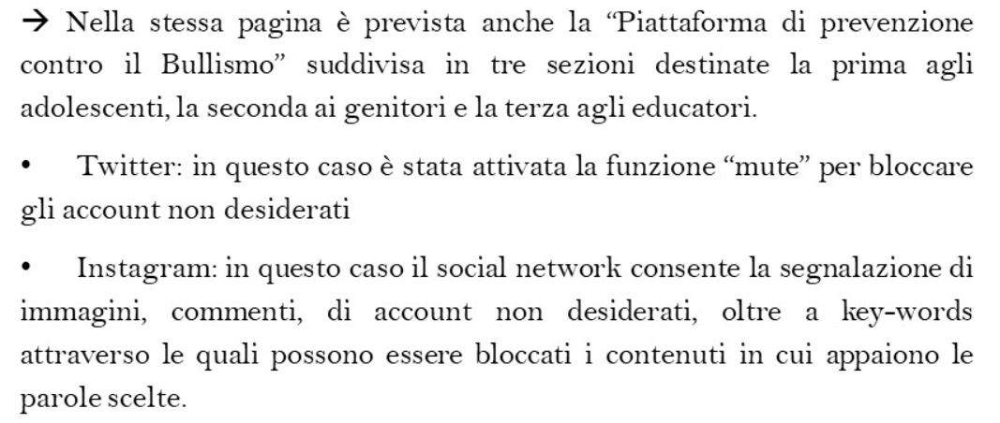 → Nella stessa pagina è prevista anche la “Piattaforma di prevenzione
contro il Bullismo” suddivisa in tre sezioni destinate la prima agli
adolescenti, la seconda ai genitori e la terza agli educatori.
• Twitter: in questo caso è stata attivata la funzione “mute” per bloccare
gli account non desiderati
• Instagram: in questo caso il social network consente la segnalazione di
immagini, commenti, di account non desiderati, oltre a key-words
attraverso le quali possono essere bloccati i contenuti in cui appaiono le
parole scelte.